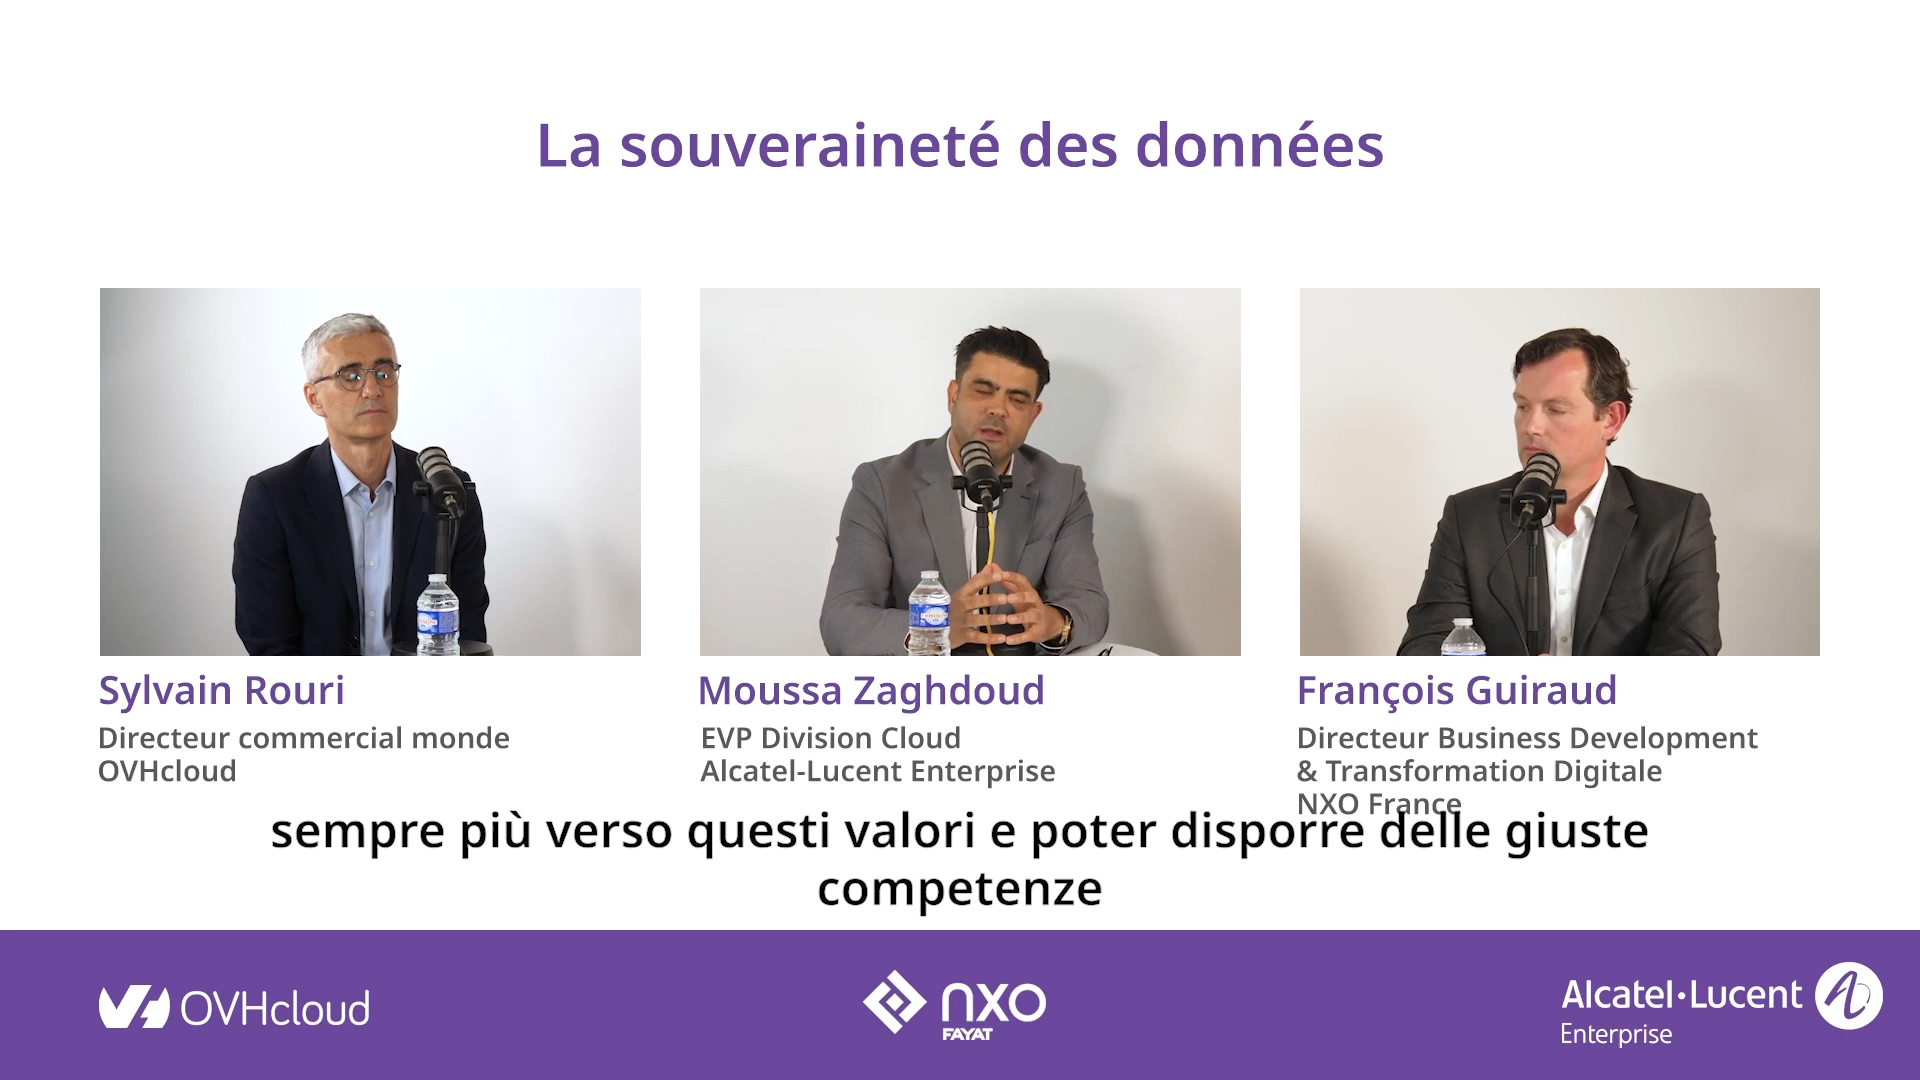 La souveraineté des données
Sylvain Rouri
Directeur commercial monde
OVHcloud
Moussa Zaghdoud
EVP Division Cloud
Alcatel-Lucent Enterprise
François Guiraud
Directeur Business Development
& Transformation Digitale
NXO France
sempre più verso questi valori e poter disporre delle giuste
competenze
OVHcloud
nxo
FAYAT
Alcatel·Lucent
Enterprise